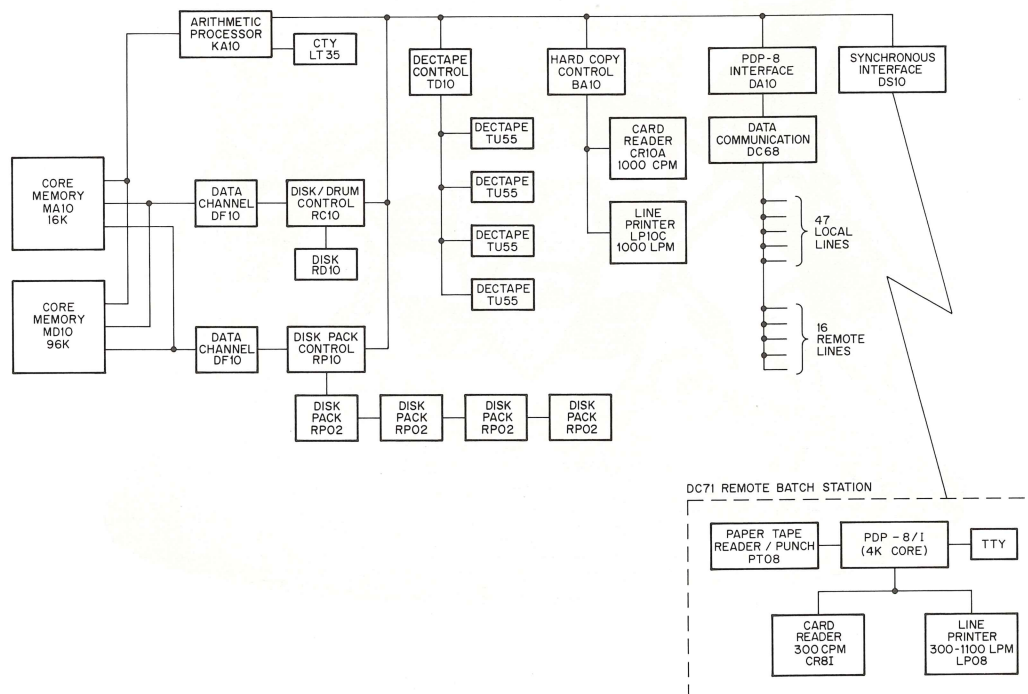 ARITHMETIC
PROCESSOR
KA10
CTY
LT35
DECTAPE
CONTROL
TD10
HARD COPY
CONTROL
BA10
PDP-8
INTERFACE
DA10
SYNCHRONOUS
INTERFACE
DS10
DECTAPE
TU55
DECTAPE
TU55
DECTAPE
TU55
DECTAPE
TU55
CARD
READER
CR10A
1000 CPM
LINE
PRINTER
LP10C
1000 LPM
DATA
COMMUNICATION
DC68
47
LOCAL
LINES
16
REMOTE
LINES
CORE
MEMORY
MA10
16K
DATA
CHANNEL
DF10
DISK/DRUM
CONTROL
RC10
DISK
RD10
CORE
MEMORY
MD10
96K
DATA
CHANNEL
DF10
DISK PACK
CONTROL
RP10
DISK
PACK
RP02
DISK
PACK
RP02
DISK
PACK
RP02
DISK
PACK
RP02
DC71 REMOTE BATCH STATION
PAPER TAPE
READER / PUNCH
PT08
PDP - 8/I
(4K CORE)
TTY
CARD
READER
300 CPM
CR8I
LINE
PRINTER
300-1100 LPM
LP08